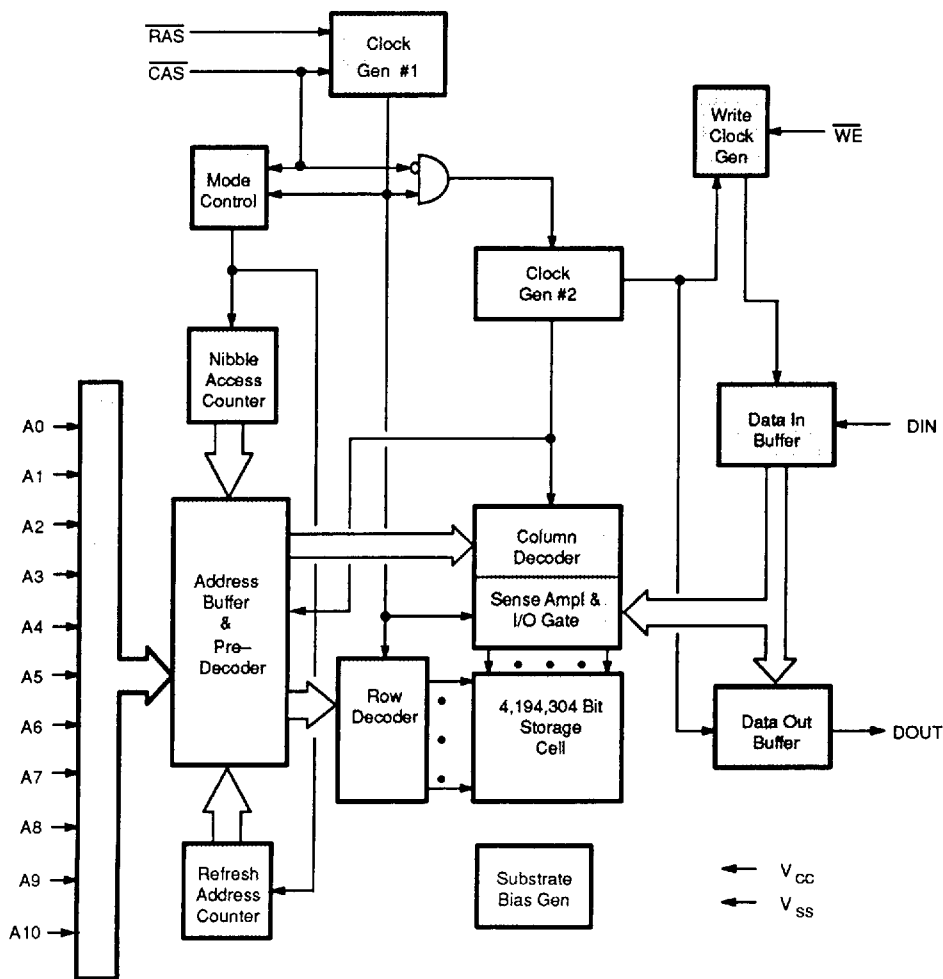 RAS
CAS
Clock
Gen #1
Write
Clock
Gen
WE
Mode
Control
Clock
Gen #2
Nibble
Access
Counter
Data In
Buffer
DIN
A0
A1
A2
A3
A4
A5
A6
A7
A8
A9
A10
Address
Buffer
&
Pre–
Decoder
Column
Decoder
Sense Ampl &
I/O Gate
Row
Decoder
4,194,304 Bit
Storage
Cell
Data Out
Buffer
DOUT
Refresh
Address
Counter
Substrate
Bias Gen
VCC
VSS